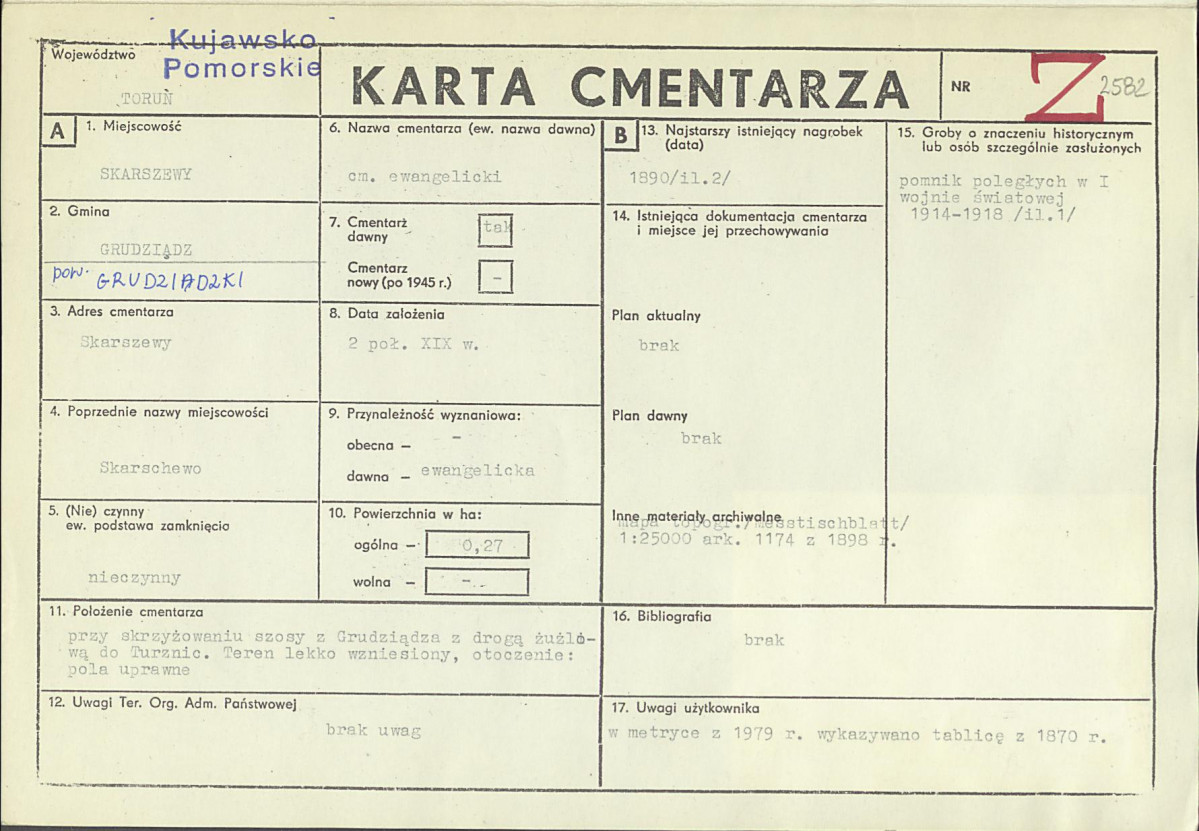 Kujawsko
Województwo
Pomorskie
TORUŃ
KARTA CMENTARZA
NR
Z
2582
A
1. Miejscowość
SKARSZEWY
2. Gmina
GRUDZIĄDZ
pow. GRUDZIĄDZKI
3. Adres cmentarza
Skarszewy
4. Poprzednie nazwy miejscowości
Skarschewo
5. (Nie) czynny
ew. podstawa zamknięcia
nieczynny
6. Nazwa cmentarza (ew. nazwa dawna)
cm. ewangelicki
7. Cmentarz
dawny
tak
Cmentarz
nowy (po 1945 r.)
-
8. Data założenia
2 poł. XIX w.
9. Przynależność wyznaniowa:
obecna – -
dawna – ewangelicka
10. Powierzchnia w ha:
ogólna – 0,27
wolna – -
11. Położenie cmentarza
przy skrzyżowaniu szosy z Grudziądza z drogą żużlo-
wą do Turznic. Teren lekko wzniesiony, otoczenie:
pola uprawne
12. Uwagi Ter. Org. Adm. Państwowej
brak uwag
B
13. Najstarszy istniejący nagrobek
(data)
1890/il.2/
14. Istniejąca dokumentacja cmentarza
i miejsce jej przechowywania
Plan aktualny
brak
Plan dawny
brak
Inne materiały archiwalne
mapa topogr./messtischblatt/
1:25000 ark. 1174 z 1898 r.
15. Groby o znaczeniu historycznym
lub osób szczególnie zasłużonych
pomnik poległych w I
wojnie światowej
1914-1918 /il.1/
16. Bibliografia
brak
17. Uwagi użytkownika
w metryce z 1979 r. wykazywano tablicę z 1870 r.